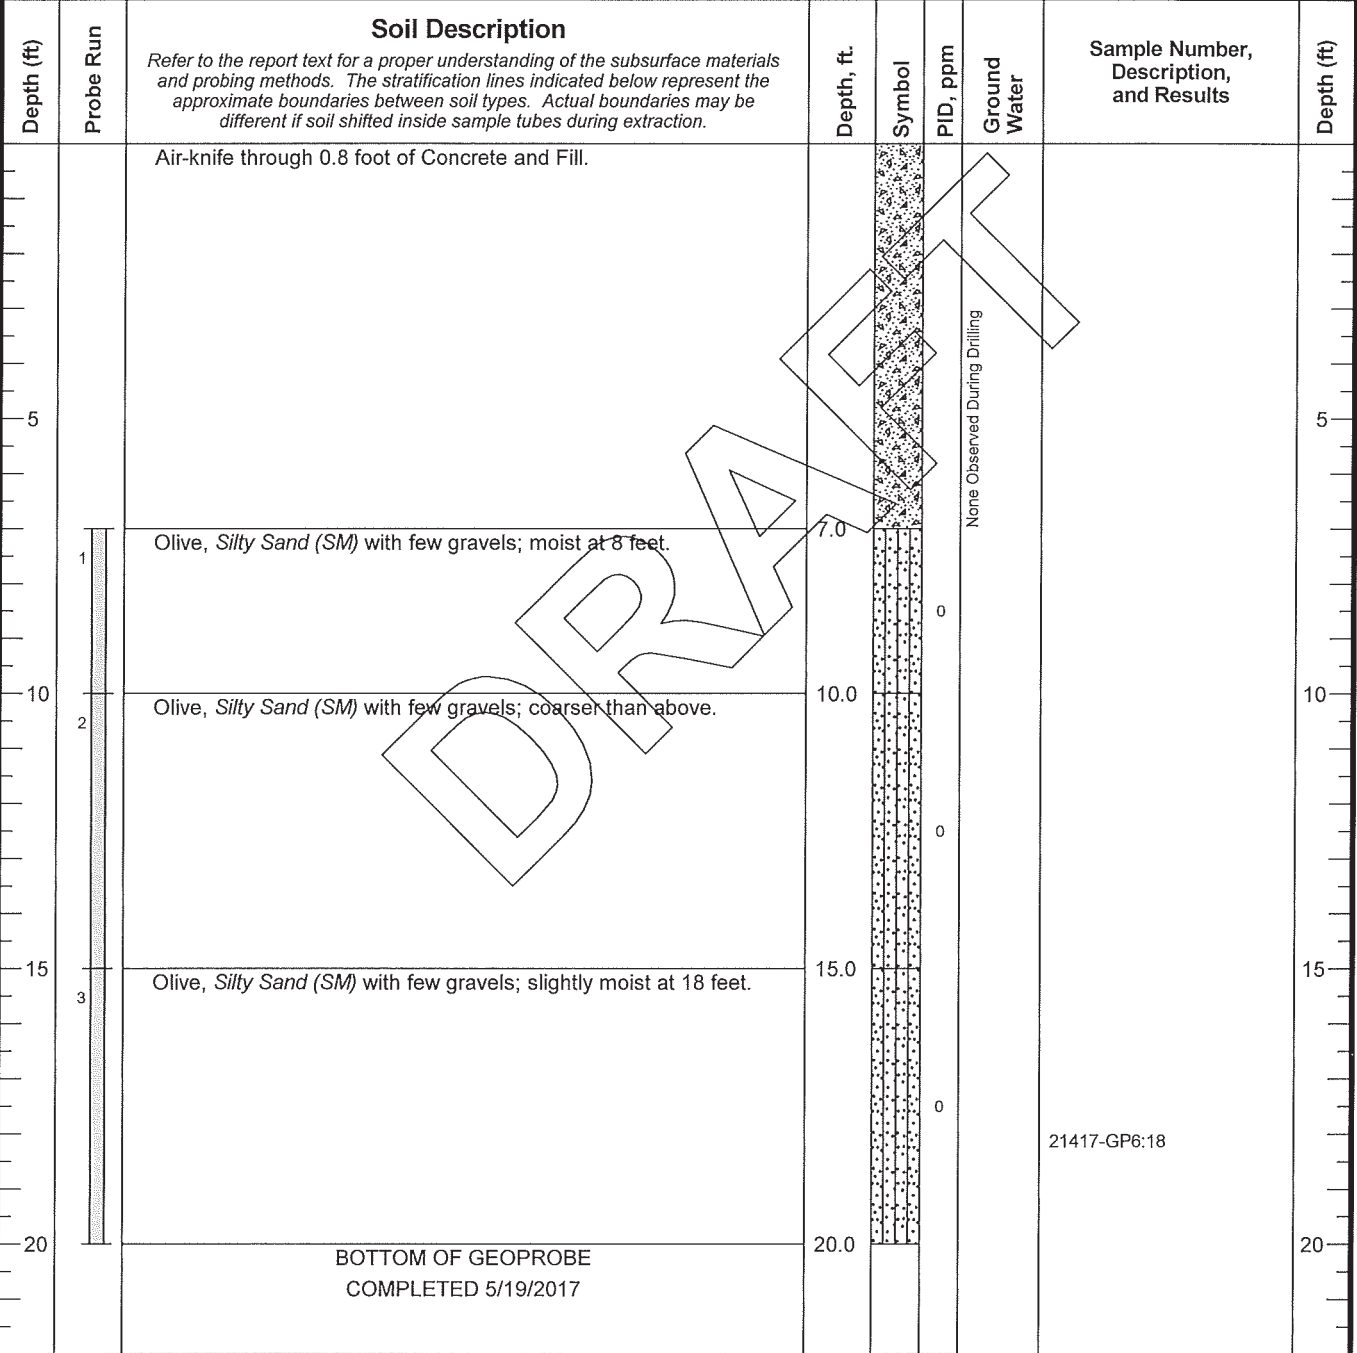 Depth (ft)
Probe Run
Soil Description
Refer to the report text for a proper understanding of the subsurface materials
and probing methods. The stratification lines indicated below represent the
approximate boundaries between soil types. Actual boundaries may be
different if soil shifted inside sample tubes during extraction.
Depth, ft.
Symbol
PID, ppm
Ground
Water
Sample Number,
Description,
and Results
Depth (ft)
Air-knife through 0.8 foot of Concrete and Fill.
None Observed During Drilling
5
5
7.0
1
Olive, Silty Sand (SM) with few gravels; moist at 8 feet.
0
10
10.0
10
2
Olive, Silty Sand (SM) with few gravels; coarser than above.
0
15
15.0
15
3
Olive, Silty Sand (SM) with few gravels; slightly moist at 18 feet.
0
21417-GP6:18
20
20.0
20
BOTTOM OF GEOPROBE
COMPLETED 5/19/2017
DRAFT